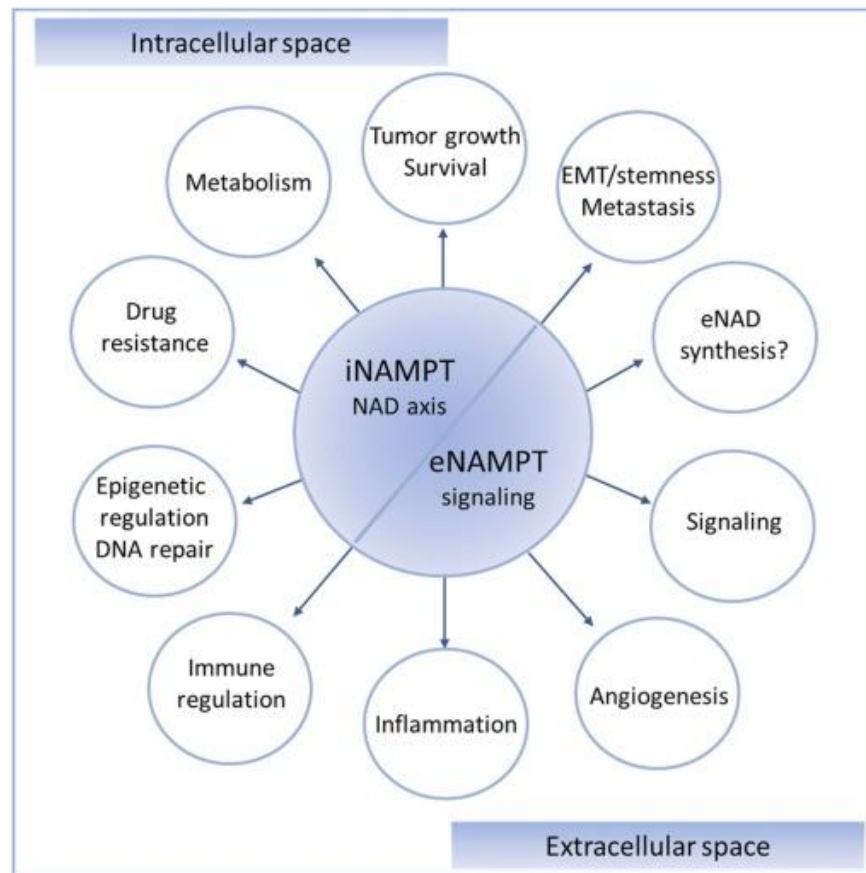 Intracellular space
Tumor growth
Survival
EMT/stemness
Metastasis
Metabolism
Drug
resistance
eNAD
synthesis?
iNAMPT
NAD axis
eNAMPT
signaling
Epigenetic
regulation
DNA repair
Signaling
Immune
regulation
Inflammation
Angiogenesis
Extracellular space